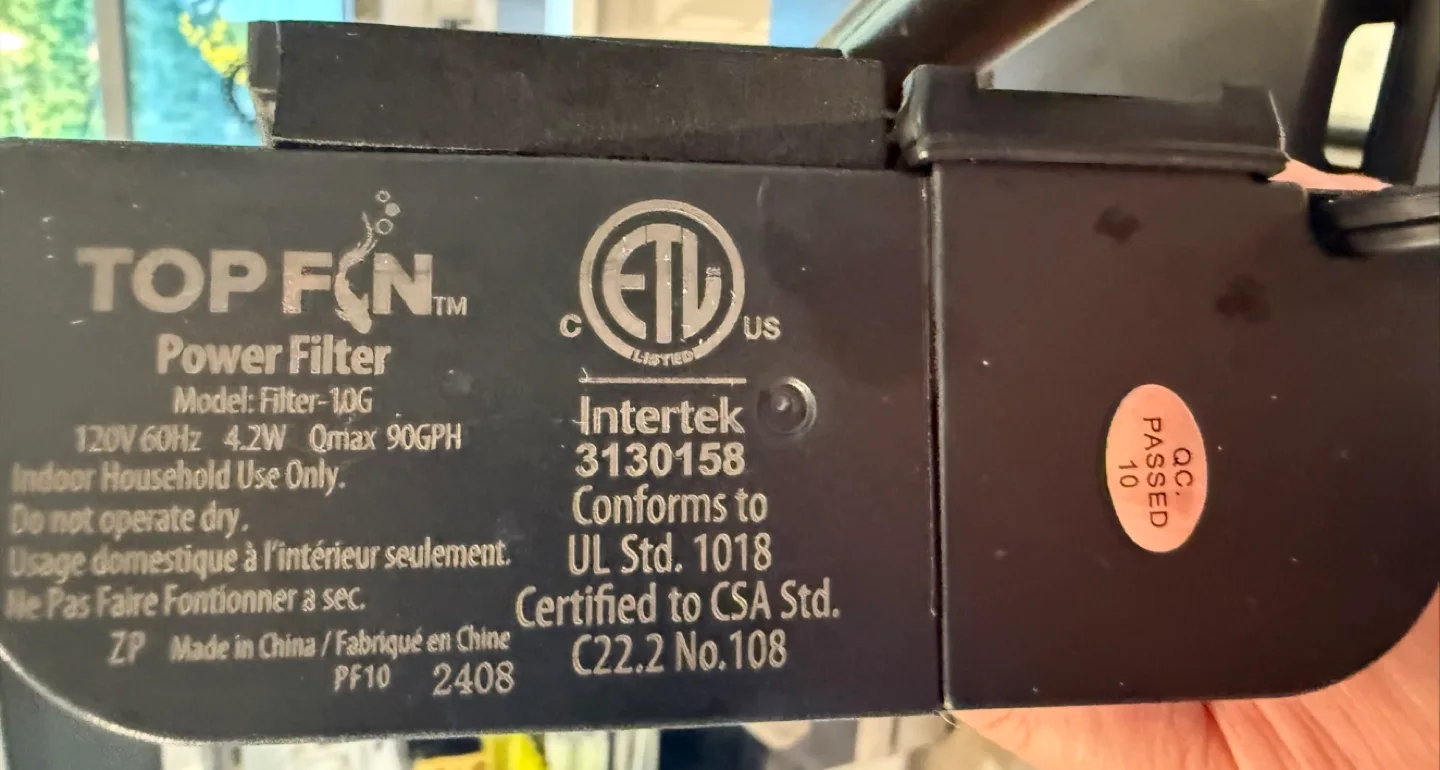 TOP FIN™
Power Filter
Model: Filter-10G
120V 60Hz 4.2W Qmax 90GPH
Indoor Household Use Only.
Do not operate dry.
Usage domestique à l'intérieur seulement.
Ne Pas Faire Fontionner a sec.
ZP Made in China / Fabriqué en Chine
PF10 2408
ETL
C US
LISTED
Intertek
3130158
Conforms to
UL Std. 1018
Certified to CSA Std.
C22.2 No.108
QC.
PASSED
10